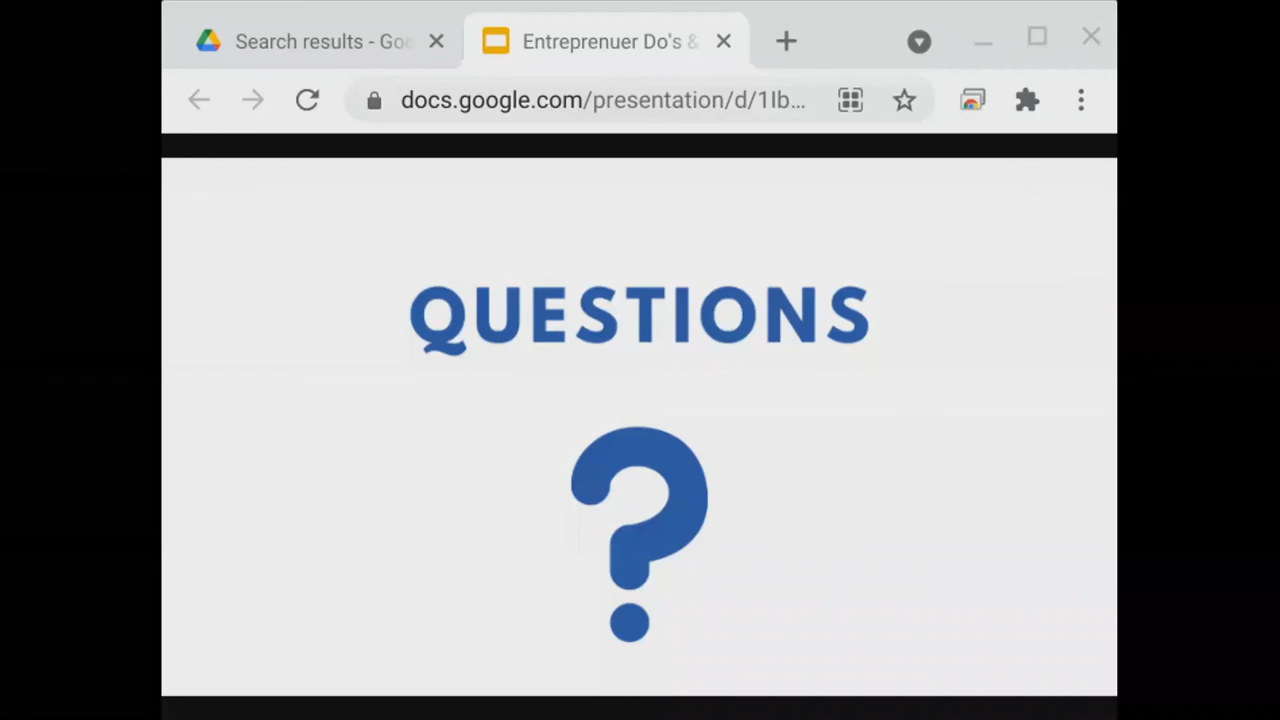 Search results - Goo
Entreprenuer Do's &
docs.google.com/presentation/d/1Ib...
QUESTIONS
?